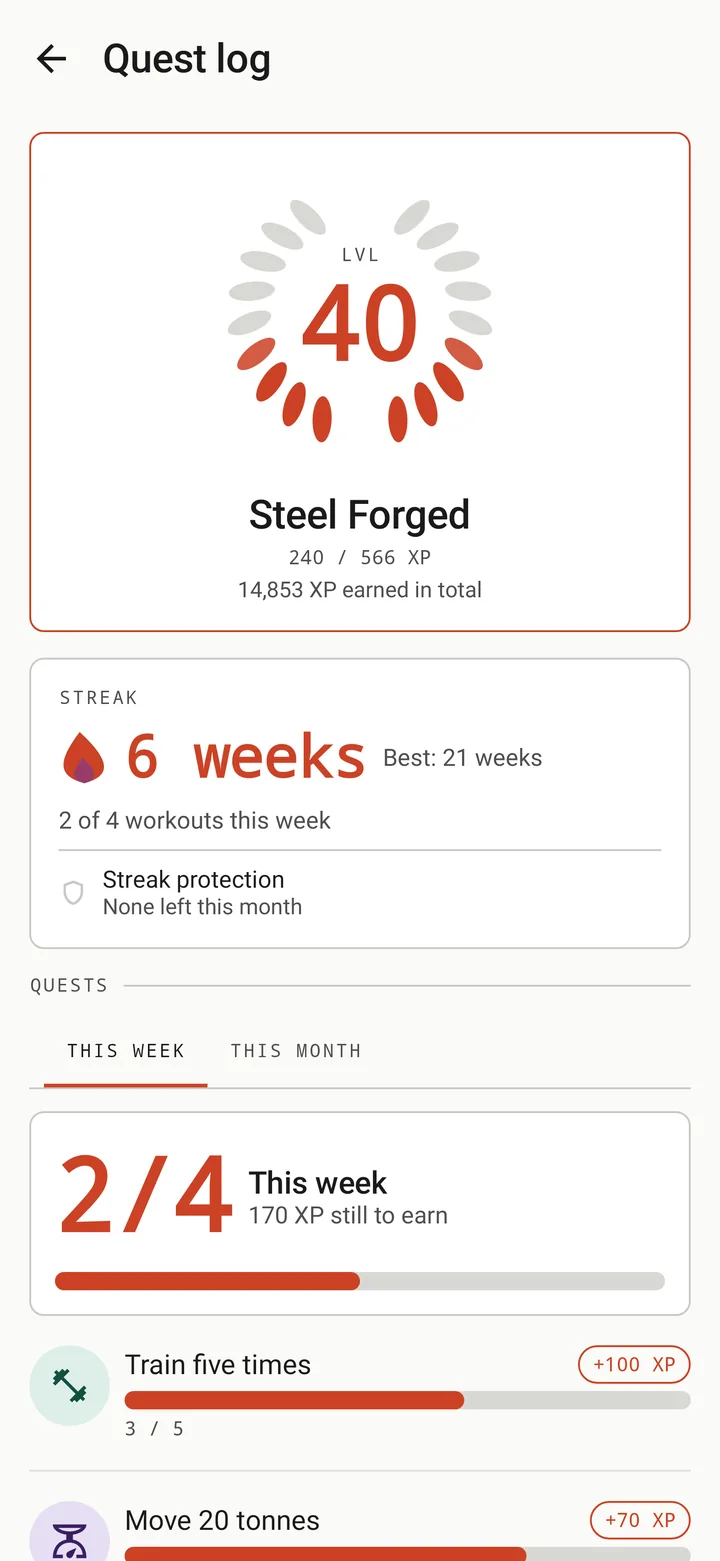 Quest log
LVL
40
Steel Forged
240 / 566 XP
14,853 XP earned in total
STREAK
6 weeks Best: 21 weeks
2 of 4 workouts this week
Streak protection
None left this month
QUESTS
THIS WEEK THIS MONTH
2/4
This week
170 XP still to earn
Train five times +100 XP
3 / 5
Move 20 tonnes +70 XP